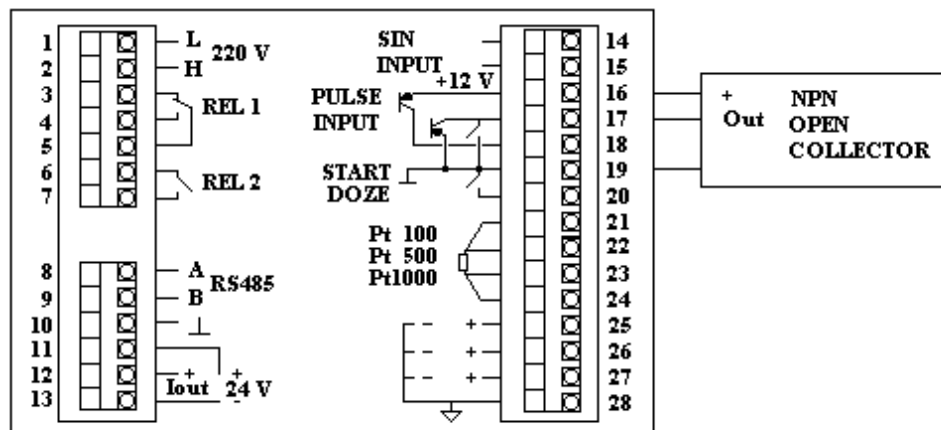 1 L
220 V
2 H
3
REL 1
4
5
6
REL 2
7
8 A
RS485
9 B
10
11
+ +
12
Iout 24 V
13 -
SIN 14
INPUT 15
+12 V 16
PULSE
INPUT 17
18
START 19
DOZE 20
21
Pt 100
22
Pt 500
23
Pt1000
24
+ 25
+ 26
+ 27
28
+ NPN
Out OPEN
COLLECTOR